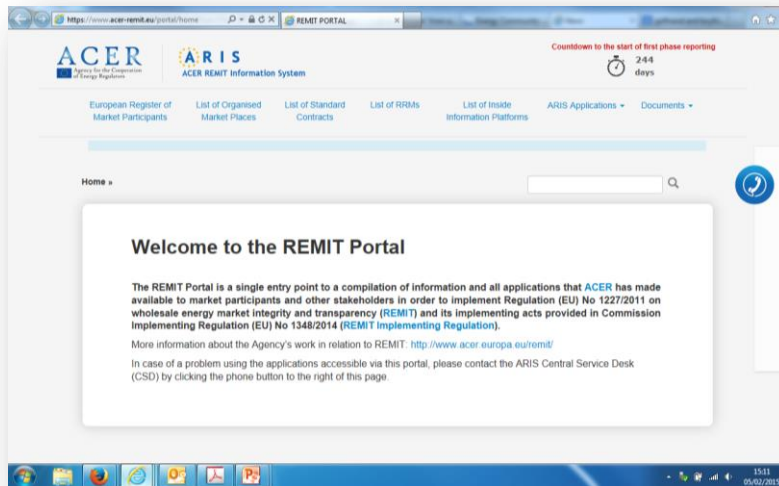 https://www.acer-remit.eu/portal/home
REMIT PORTAL
Countdown to the start of first phase reporting
244
days
ACER
Agency for the Cooperation
of Energy Regulators
ARIS
ACER REMIT Information
System
European Register of
Market Participants
List of Organised
Market Places
List of Standard
Contracts
List of RRMs
List of Inside
Information Platforms
ARIS Applications
Documents
Home »
Welcome to the REMIT Portal
The REMIT Portal is a single entry point to a compilation of information and all applications that ACER has made
available to market participants and other stakeholders in order to implement Regulation (EU) No 1227/2011 on
wholesale energy market integrity and transparency (REMIT) and its implementing acts provided in Commission
Implementing Regulation (EU) No 1348/2014 (REMIT Implementing Regulation).
More information about the Agency's work in relation to REMIT: http://www.acer.europa.eu/remit/
In case of a problem using the applications accessible via this portal, please contact the ARIS Central Service Desk
(CSD) by clicking the phone button to the right of this page.
15:11